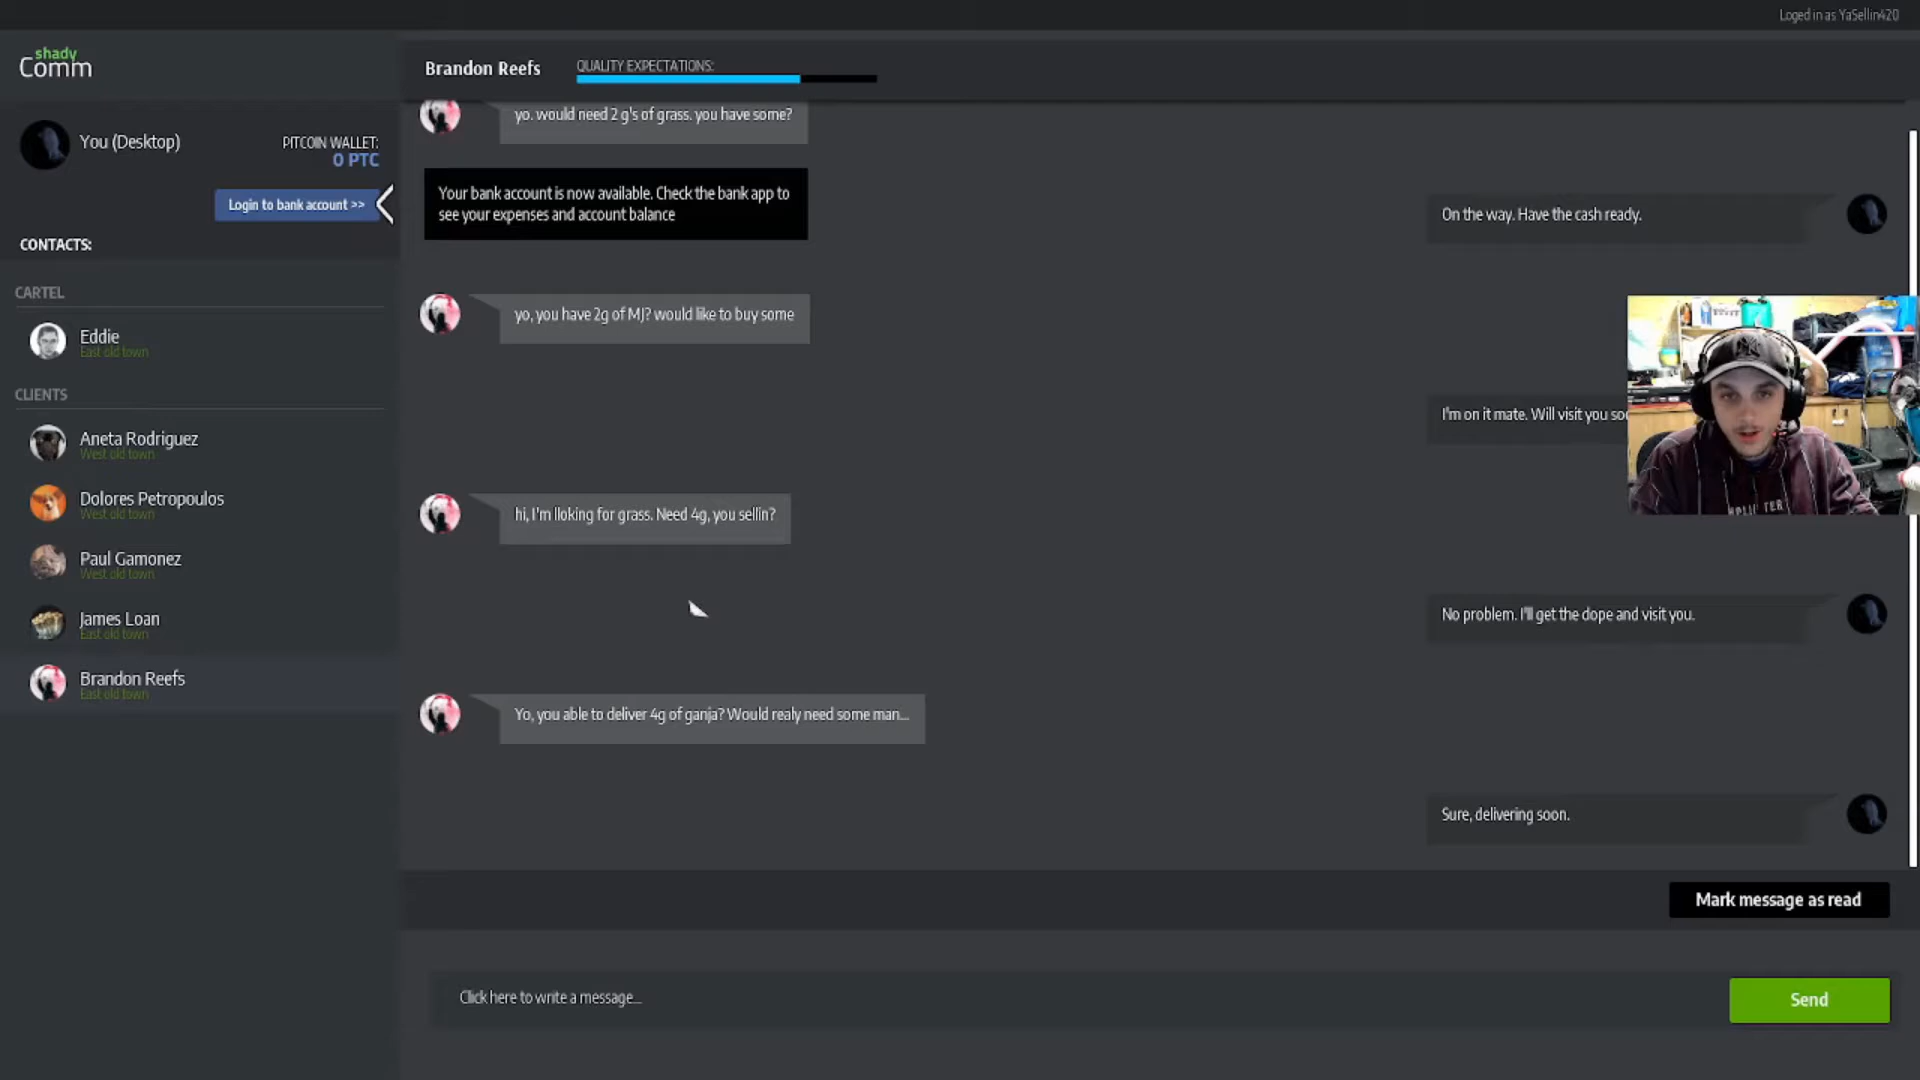 Loged in as YaSellin420
shady
Comm
You (Desktop)
PITCOIN WALLET:
0 PTC
Login to bank account >>
CONTACTS:
CARTEL
Eddie
East old town
CLIENTS
Aneta Rodriguez
West old town
Dolores Petropoulos
West old town
Paul Gamonez
West old town
James Loan
East old town
Brandon Reefs
East old town
Brandon Reefs
QUALITY EXPECTATIONS:
yo. would need 2 g's of grass. you have some?
Your bank account is now available. Check the bank app to
see your expenses and account balance
On the way. Have the cash ready.
yo, you have 2g of MJ? would like to buy some
I'm on it mate. Will visit you
hi, I'm lloking for grass. Need 4g, you sellin?
No problem. I'll get the dope and visit you.
Yo, you able to deliver 4g of ganja? Would realy need some man...
Sure, delivering soon.
Mark message as read
Click here to write a message...
Send